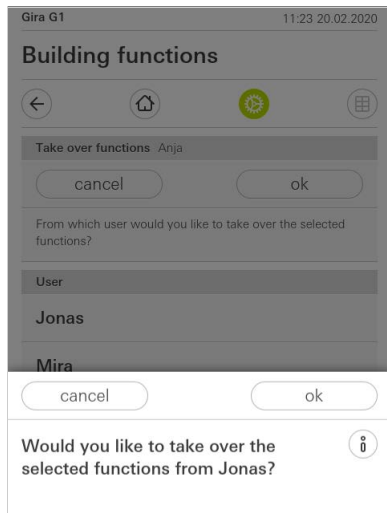 Gira G1 11:23 20.02.2020
Building functions
Take over functions Anja
cancel ok
From which user would you like to take over the selected
functions?
User
Jonas
Mira
cancel ok
Would you like to take over the
selected functions from Jonas?